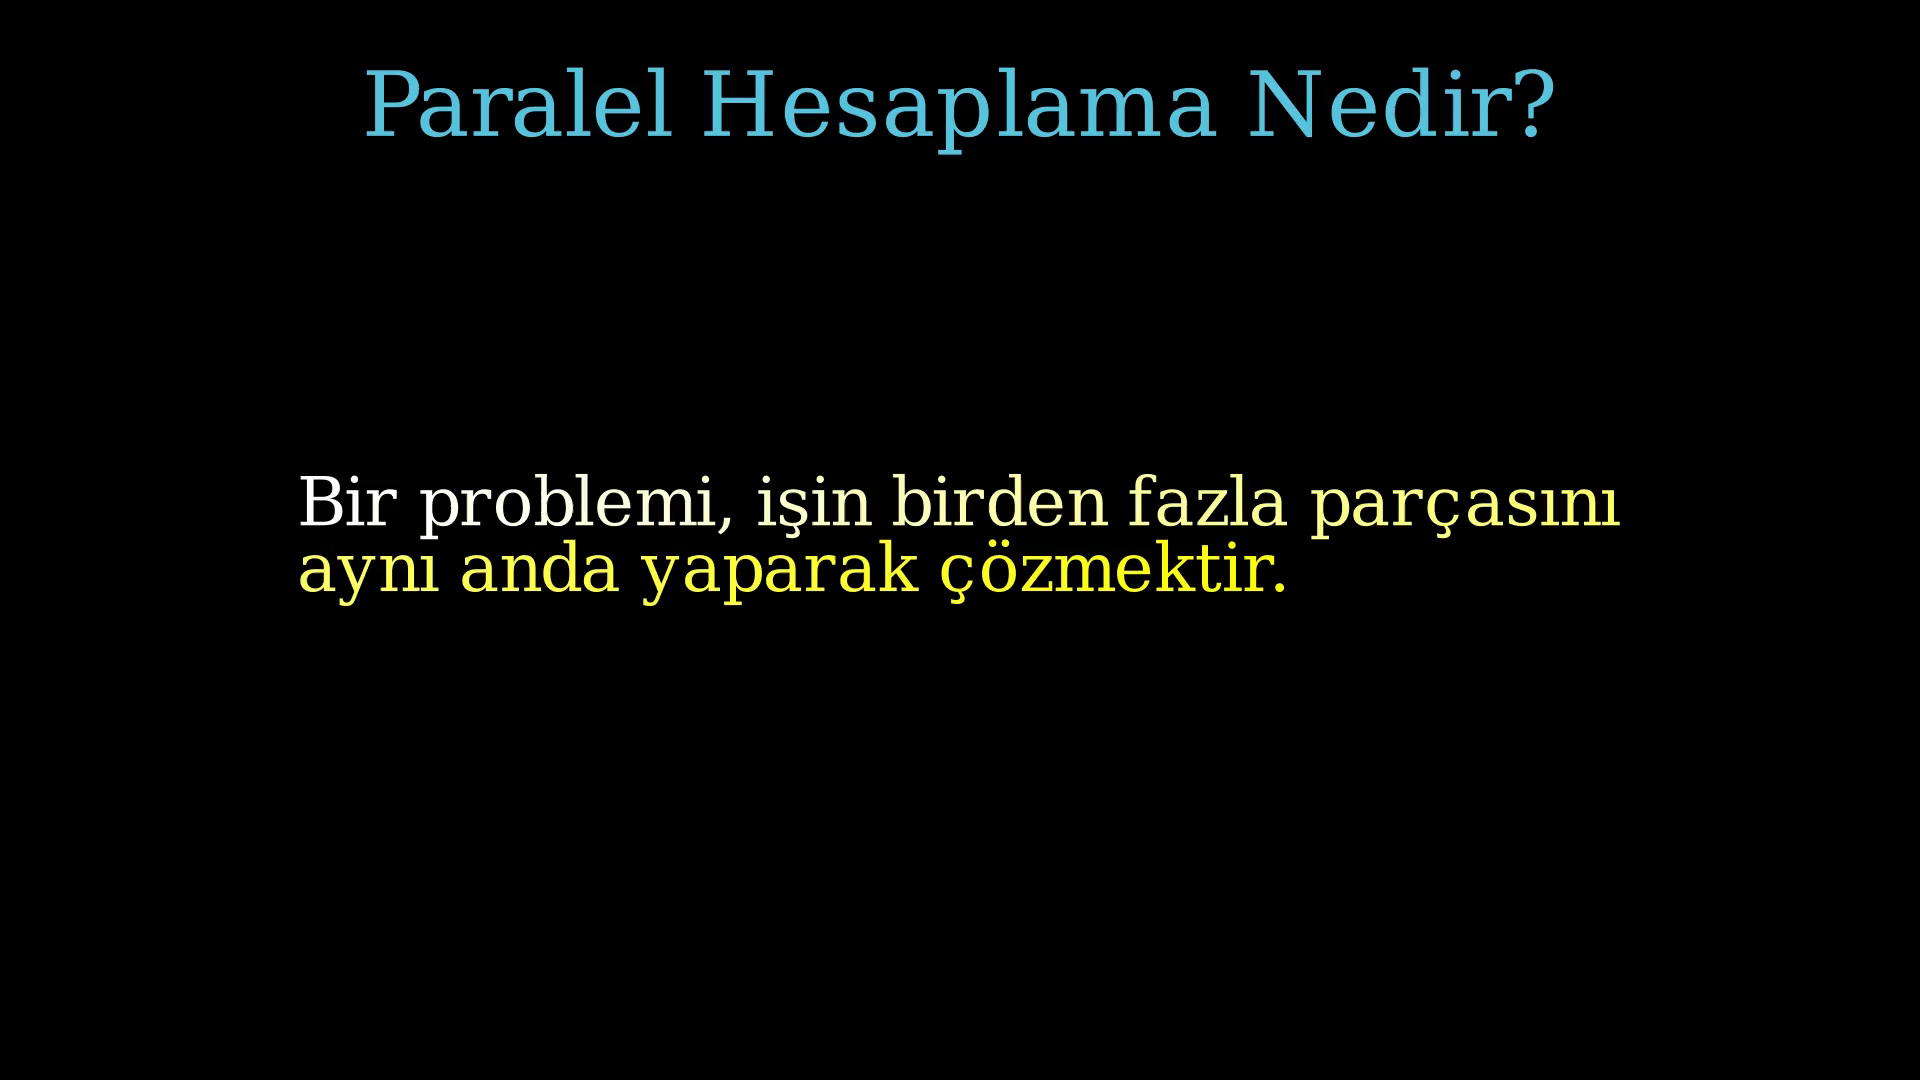 Paralel Hesaplama Nedir?
Bir problemi, işin birden fazla parçasını
aynı anda yaparak çözmektir.